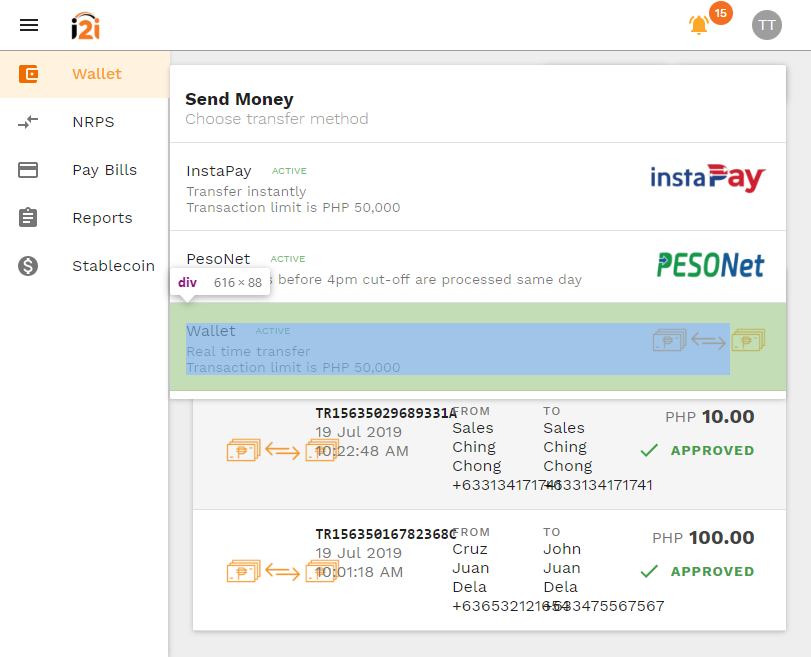 i2i
15
TT
Wallet
NRPS
Pay Bills
Reports
Stablecoin
Send Money
Choose transfer method
InstaPay ACTIVE
Transfer instantly
Transaction limit is PHP 50,000
instaPay
PesoNet ACTIVE
before 4pm cut-off are processed same day
PESONet
div 616 × 88
Wallet ACTIVE
Real time transfer
Transaction limit is PHP 50,000
TR15635029689331A
19 Jul 2019
10:22:48 AM
FROM
Sales
Ching
Chong
TO
Sales
Ching
Chong
+633134171741
PHP 10.00
APPROVED
TR15635016782368C
19 Jul 2019
10:01:18 AM
FROM
Cruz
Juan
Dela
TO
John
Juan
Dela
+633475567567
PHP 100.00
APPROVED